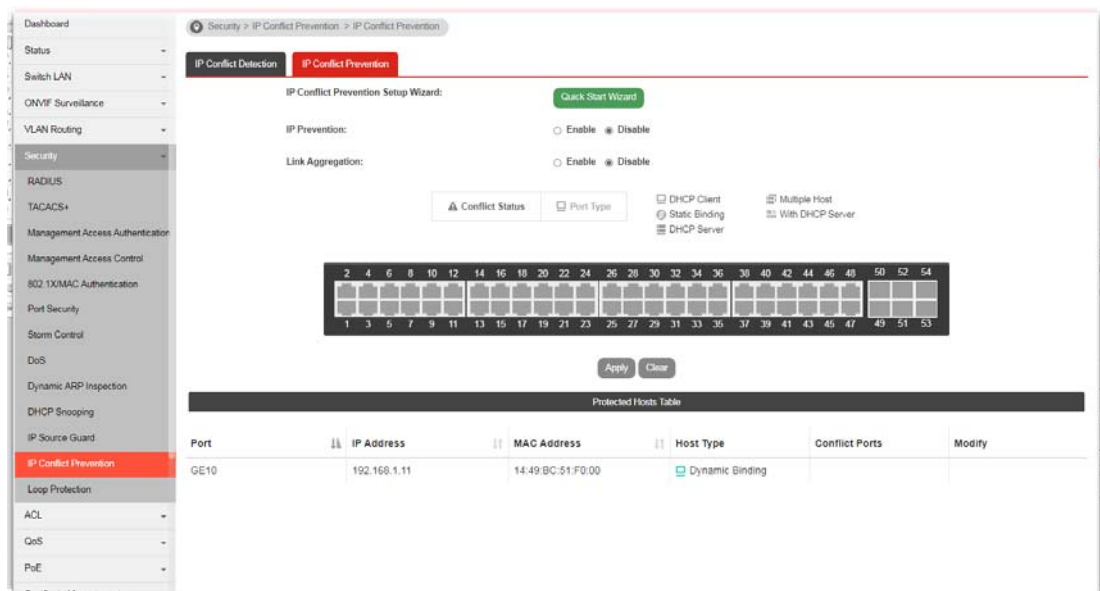 Dashboard
Status
Switch LAN
ONVIF Surveillance
VLAN Routing
Security
RADIUS
TACACS+
Management Access Authentication
Management Access Control
802.1X/MAC Authentication
Port Security
Storm Control
DoS
Dynamic ARP Inspection
DHCP Snooping
IP Source Guard
IP Conflict Prevention
Loop Protection
ACL
QoS
PoE
Security > IP Conflict Prevention > IP Conflict Prevention
IP Conflict Detection IP Conflict Prevention
IP Conflict Prevention Setup Wizard: Quick Start Wizard
IP Prevention: Enable Disable
Link Aggregation: Enable Disable
Conflict Status Port Type
DHCP Client Multiple Host
Static Binding With DHCP Server
DHCP Server
2 4 6 8 10 12 14 16 18 20 22 24 26 28 30 32 34 36 38 40 42 44 46 48 50 52 54
1 3 5 7 9 11 13 15 17 19 21 23 25 27 29 31 33 35 37 39 41 43 45 47 49 51 53
Apply Clear
Protected Hosts Table
Port IP Address MAC Address Host Type Conflict Ports Modify
GE10 192.168.1.11 14:49:BC:51:F0:00 Dynamic Binding